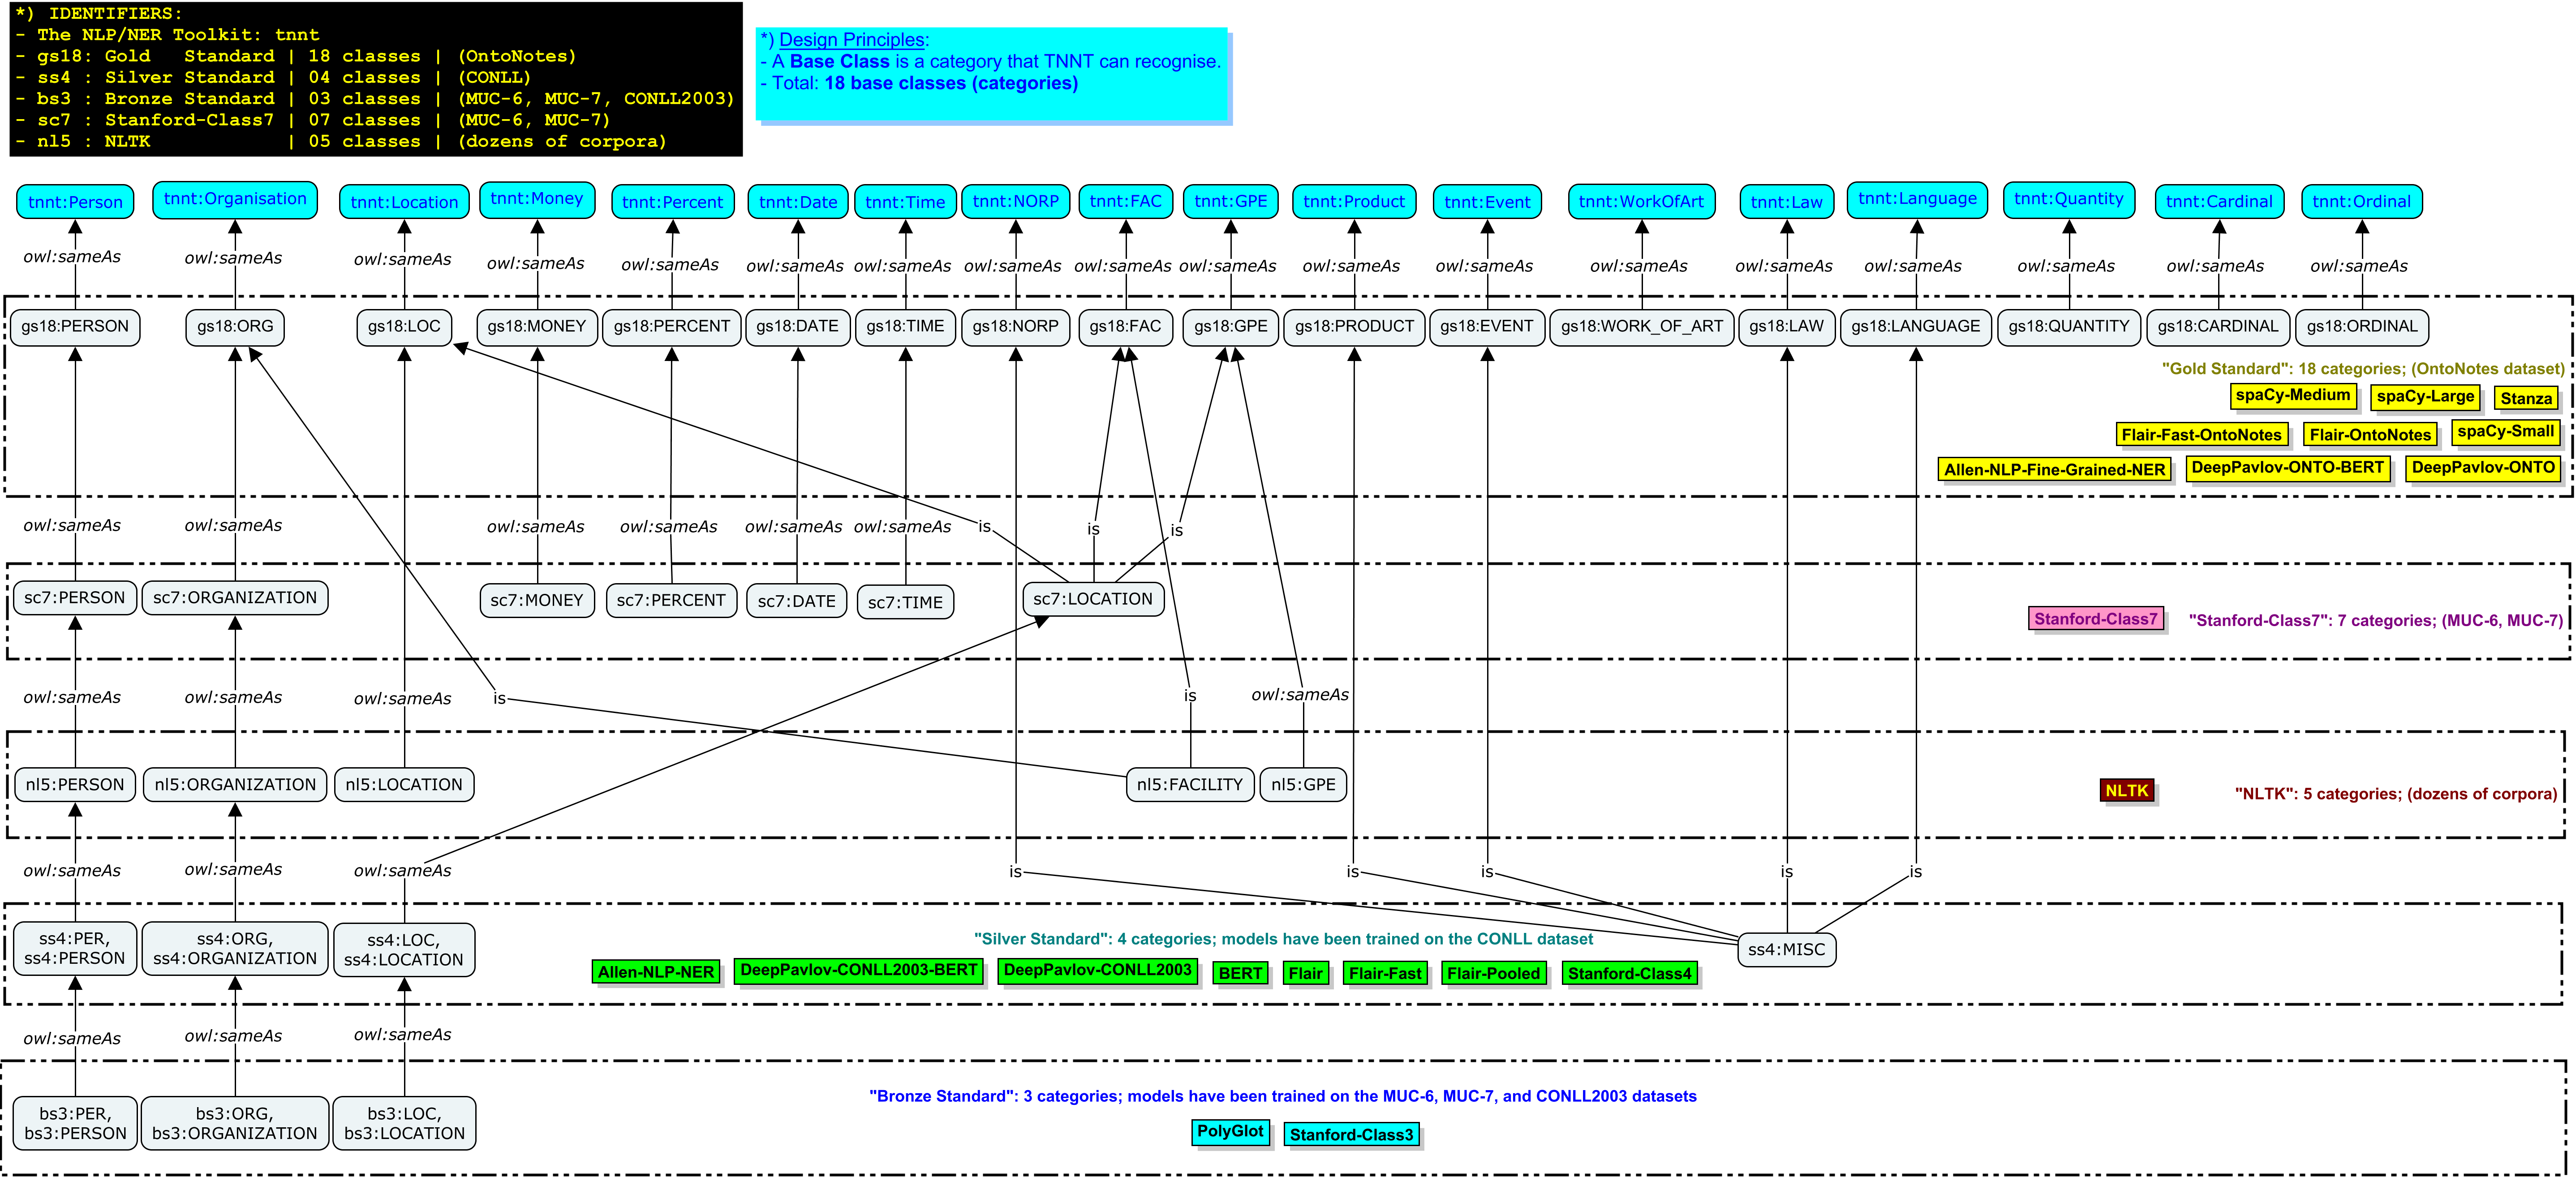 *) IDENTIFIERS:
- The NLP/NER Toolkit: tnnt
- gs18: Gold   Standard | 18 classes | (OntoNotes)
- ss4 : Silver Standard | 04 classes | (CONLL)
- bs3 : Bronze Standard | 03 classes | (MUC-6, MUC-7, CONLL2003)
- sc7 : Stanford-Class7 | 07 classes | (MUC-6, MUC-7)
- nl5 : NLTK            | 05 classes | (dozens of corpora)
*) Design Principles:
- A Base Class is a category that TNNT can recognise.
- Total: 18 base classes (categories)
tnnt:Person tnnt:Organisation tnnt:Location tnnt:Money tnnt:Percent tnnt:Date tnnt:Time tnnt:NORP tnnt:FAC tnnt:GPE tnnt:Product tnnt:Event tnnt:WorkOfArt tnnt:Law tnnt:Language tnnt:Quantity tnnt:Cardinal tnnt:Ordinal
owl:sameAs owl:sameAs owl:sameAs owl:sameAs owl:sameAs owl:sameAs owl:sameAs owl:sameAs owl:sameAs owl:sameAs owl:sameAs owl:sameAs owl:sameAs owl:sameAs owl:sameAs owl:sameAs owl:sameAs owl:sameAs
gs18:PERSON gs18:ORG gs18:LOC gs18:MONEY gs18:PERCENT gs18:DATE gs18:TIME gs18:NORP gs18:FAC gs18:GPE gs18:PRODUCT gs18:EVENT gs18:WORK_OF_ART gs18:LAW gs18:LANGUAGE gs18:QUANTITY gs18:CARDINAL gs18:ORDINAL
"Gold Standard": 18 categories; (OntoNotes dataset)
spaCy-Medium spaCy-Large Stanza
Flair-Fast-OntoNotes Flair-OntoNotes spaCy-Small
Allen-NLP-Fine-Grained-NER DeepPavlov-ONTO-BERT DeepPavlov-ONTO
owl:sameAs owl:sameAs owl:sameAs owl:sameAs owl:sameAs owl:sameAs is is is
sc7:PERSON sc7:ORGANIZATION sc7:MONEY sc7:PERCENT sc7:DATE sc7:TIME sc7:LOCATION
Stanford-Class7 "Stanford-Class7": 7 categories; (MUC-6, MUC-7)
owl:sameAs owl:sameAs owl:sameAs is is owl:sameAs
nl5:PERSON nl5:ORGANIZATION nl5:LOCATION nl5:FACILITY nl5:GPE
NLTK "NLTK": 5 categories; (dozens of corpora)
owl:sameAs owl:sameAs owl:sameAs is is is is is
ss4:PER,
ss4:PERSON
ss4:ORG,
ss4:ORGANIZATION
ss4:LOC,
ss4:LOCATION
"Silver Standard": 4 categories; models have been trained on the CONLL dataset
ss4:MISC
Allen-NLP-NER DeepPavlov-CONLL2003-BERT DeepPavlov-CONLL2003 BERT Flair Flair-Fast Flair-Pooled Stanford-Class4
owl:sameAs owl:sameAs owl:sameAs
bs3:PER,
bs3:PERSON
bs3:ORG,
bs3:ORGANIZATION
bs3:LOC,
bs3:LOCATION
"Bronze Standard": 3 categories; models have been trained on the MUC-6, MUC-7, and CONLL2003 datasets
PolyGlot Stanford-Class3